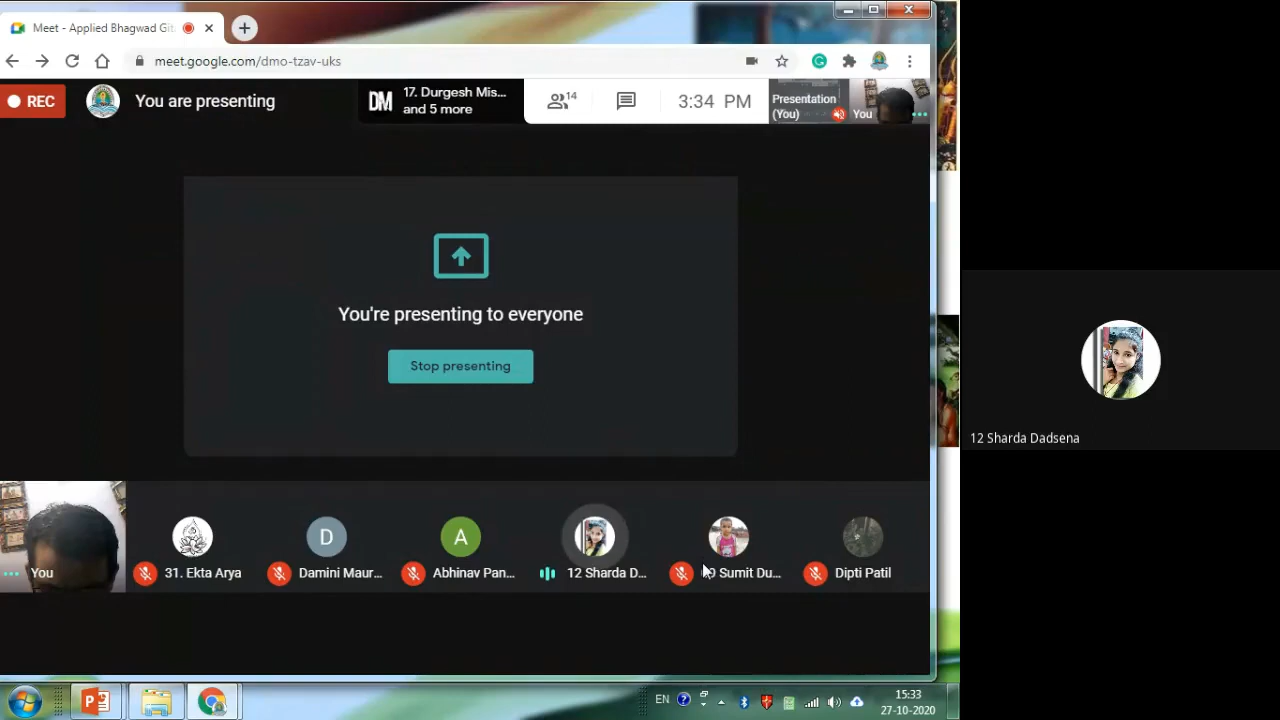 Meet - Applied Bhagwad Git
meet.google.com/dmo-tzav-uks
REC
You are presenting
DM
17. Durgesh Mis...
and 5 more
14
3:34 PM
Presentation
(You)
You
You're presenting to everyone
Stop presenting
You
31. Ekta Arya
D
Damini Maur...
A
Abhinav Pan...
12 Sharda D...
9 Sumit Du...
Dipti Patil
12 Sharda Dadsena
EN
15:33
27-10-2020